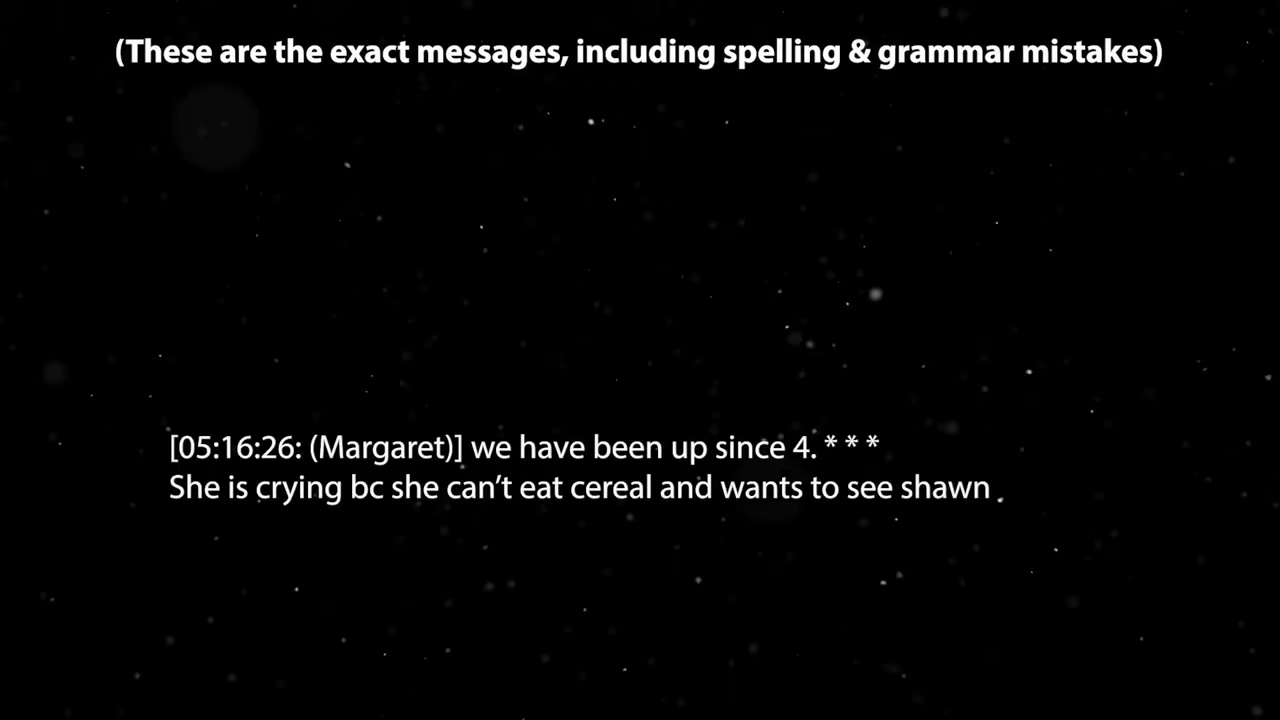 (These are the exact messages, including spelling & grammar mistakes)
[05:16:26: (Margaret)] we have been up since 4. * * *
She is crying bc she can’t eat cereal and wants to see shawn